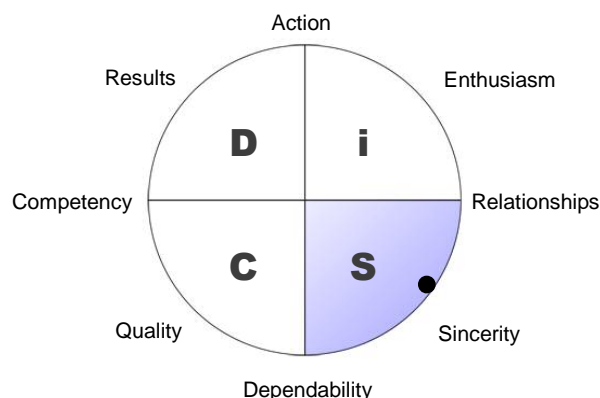 Action
Results
Enthusiasm
D
i
Competency
Relationships
C
S
Quality
Sincerity
Dependability